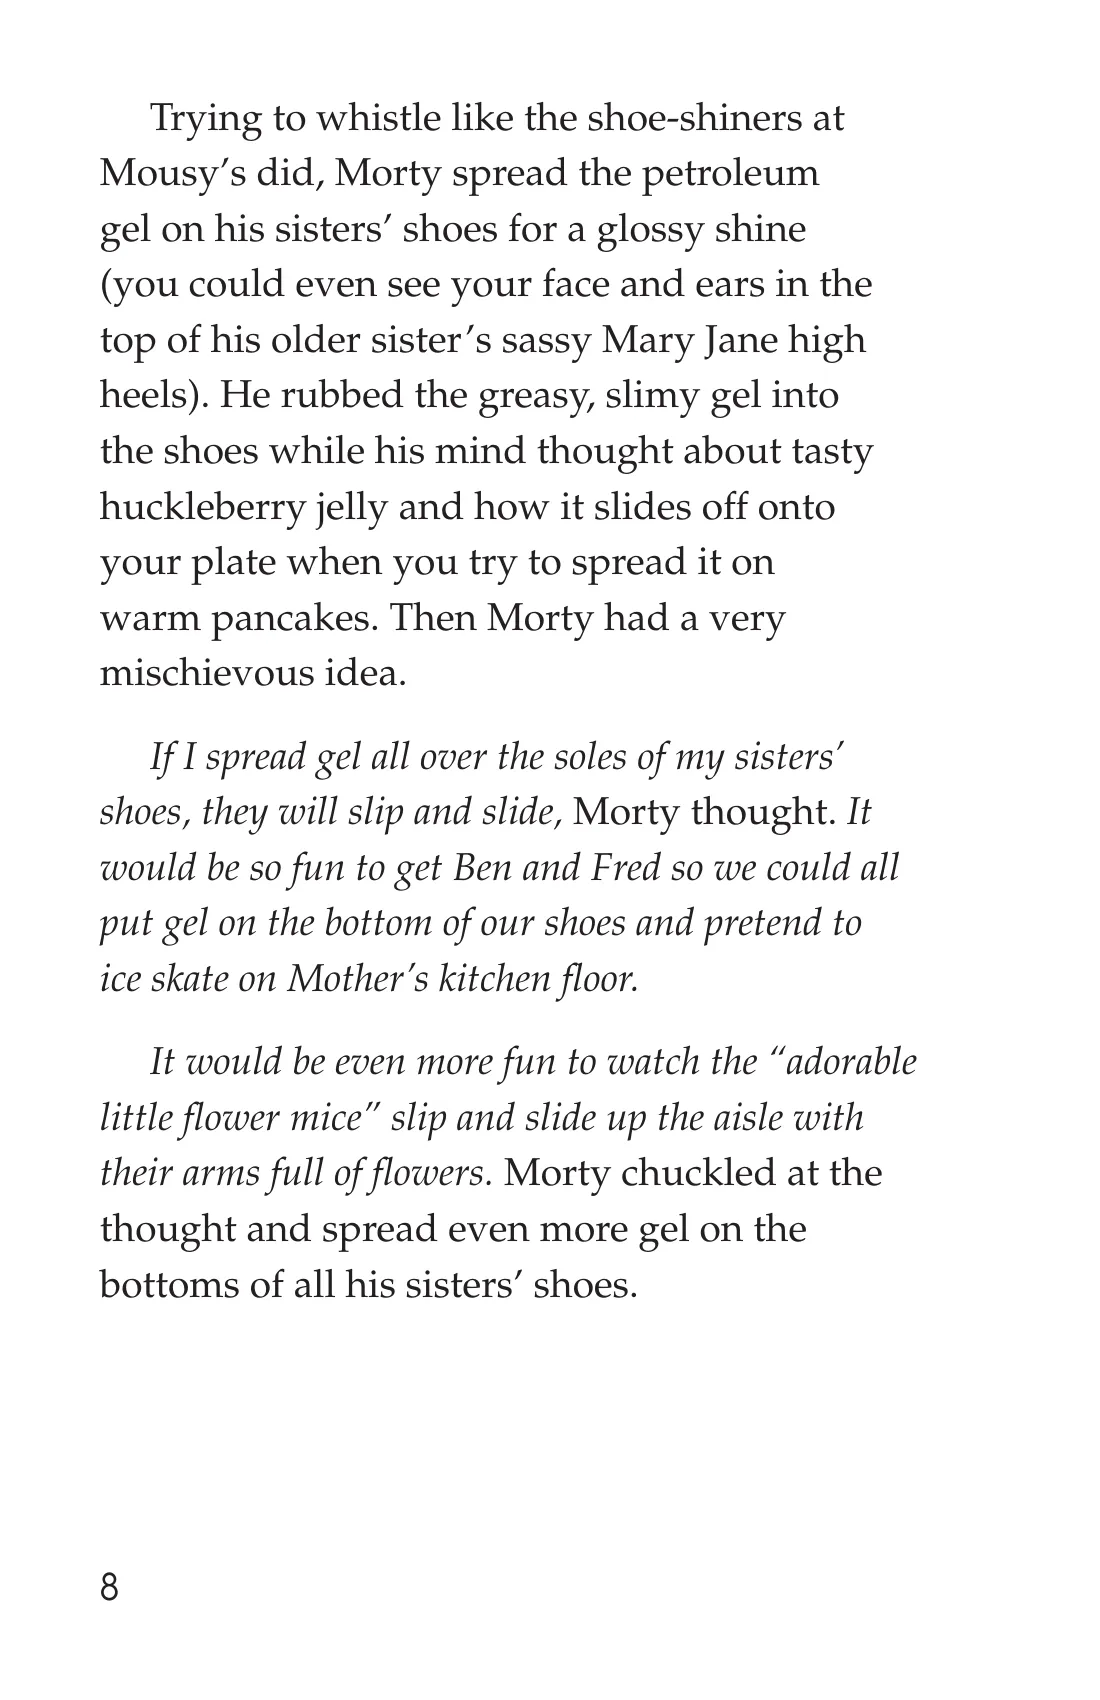 Trying to whistle like the shoe-shiners at
Mousy’s did, Morty spread the petroleum
gel on his sisters’ shoes for a glossy shine
(you could even see your face and ears in the
top of his older sister’s sassy Mary Jane high
heels). He rubbed the greasy, slimy gel into
the shoes while his mind thought about tasty
huckleberry jelly and how it slides off onto
your plate when you try to spread it on
warm pancakes. Then Morty had a very
mischievous idea.
If I spread gel all over the soles of my sisters’
shoes, they will slip and slide, Morty thought. It
would be so fun to get Ben and Fred so we could all
put gel on the bottom of our shoes and pretend to
ice skate on Mother’s kitchen floor.
It would be even more fun to watch the “adorable
little flower mice” slip and slide up the aisle with
their arms full of flowers. Morty chuckled at the
thought and spread even more gel on the
bottoms of all his sisters’ shoes.
8